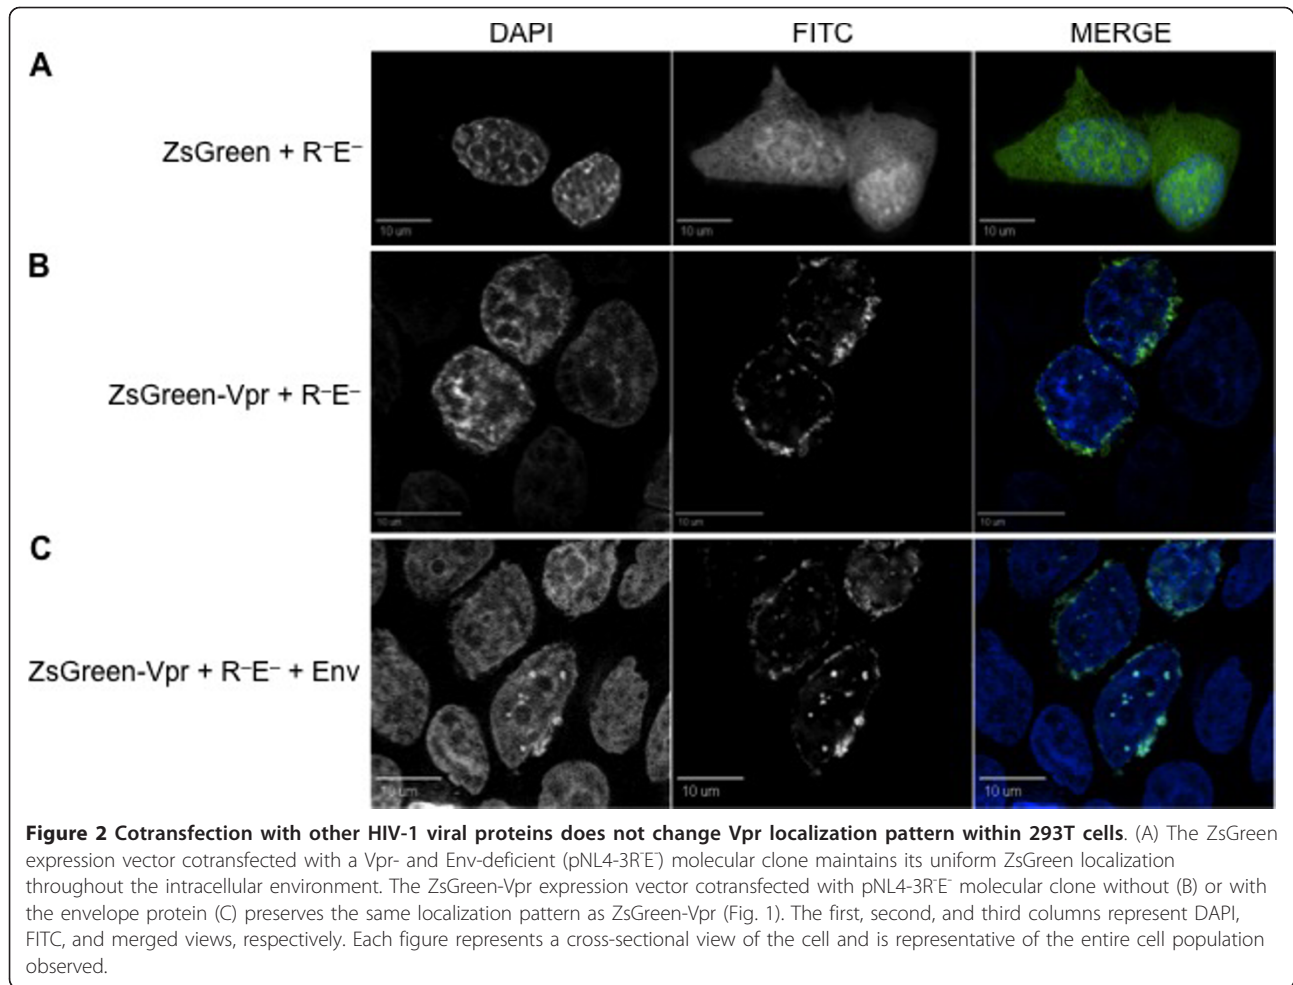 DAPI FITC MERGE
A
ZsGreen + R⁻E⁻
10 um 10 um 10 um
B
ZsGreen-Vpr + R⁻E⁻
10 um 10 um 10 um
C
ZsGreen-Vpr + R⁻E⁻ + Env
10 um 10 um 10 um
Figure 2 Cotransfection with other HIV-1 viral proteins does not change Vpr localization pattern within 293T cells. (A) The ZsGreen
expression vector cotransfected with a Vpr- and Env-deficient (pNL4-3R⁻E⁻) molecular clone maintains its uniform ZsGreen localization
throughout the intracellular environment. The ZsGreen-Vpr expression vector cotransfected with pNL4-3R⁻E⁻ molecular clone without (B) or with
the envelope protein (C) preserves the same localization pattern as ZsGreen-Vpr (Fig. 1). The first, second, and third columns represent DAPI,
FITC, and merged views, respectively. Each figure represents a cross-sectional view of the cell and is representative of the entire cell population
observed.